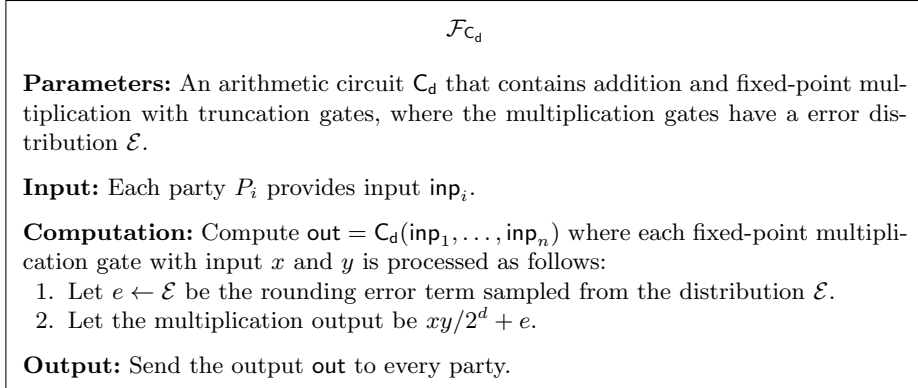 𝓕_{C_d}
Parameters: An arithmetic circuit C_d that contains addition and fixed-point mul-
tiplication with truncation gates, where the multiplication gates have a error dis-
tribution 𝓔.
Input: Each party P_i provides input inp_i.
Computation: Compute out = C_d(inp_1, . . . , inp_n) where each fixed-point multipli-
cation gate with input x and y is processed as follows:
1. Let e ← 𝓔 be the rounding error term sampled from the distribution 𝓔.
2. Let the multiplication output be xy/2^d + e.
Output: Send the output out to every party.